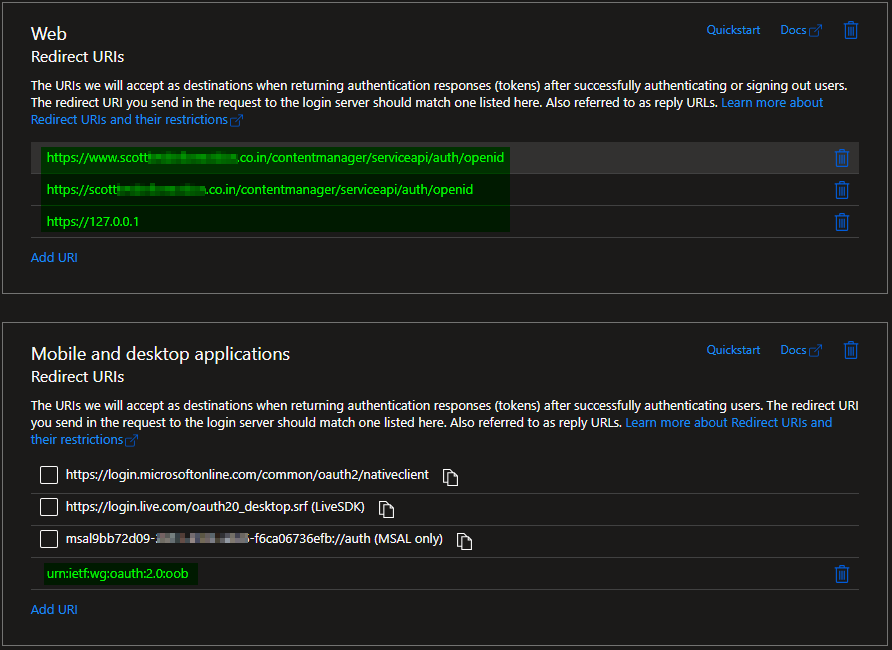 Web
Quickstart Docs
Redirect URIs
The URIs we will accept as destinations when returning authentication responses (tokens) after successfully authenticating or signing out users.
The redirect URI you send in the request to the login server should match one listed here. Also referred to as reply URLs. Learn more about
Redirect URIs and their restrictions
https://www.scott .co.in/contentmanager/serviceapi/auth/openid
https://scott .co.in/contentmanager/serviceapi/auth/openid
https://127.0.0.1
Add URI
Mobile and desktop applications
Quickstart Docs
Redirect URIs
The URIs we will accept as destinations when returning authentication responses (tokens) after successfully authenticating users. The redirect URI
you send in the request to the login server should match one listed here. Also referred to as reply URLs. Learn more about Redirect URIs and
their restrictions
https://login.microsoftonline.com/common/oauth2/nativeclient
https://login.live.com/oauth20_desktop.srf (LiveSDK)
msal9bb72d09- -f6ca06736efb://auth (MSAL only)
urn:ietf:wg:oauth:2.0:oob
Add URI